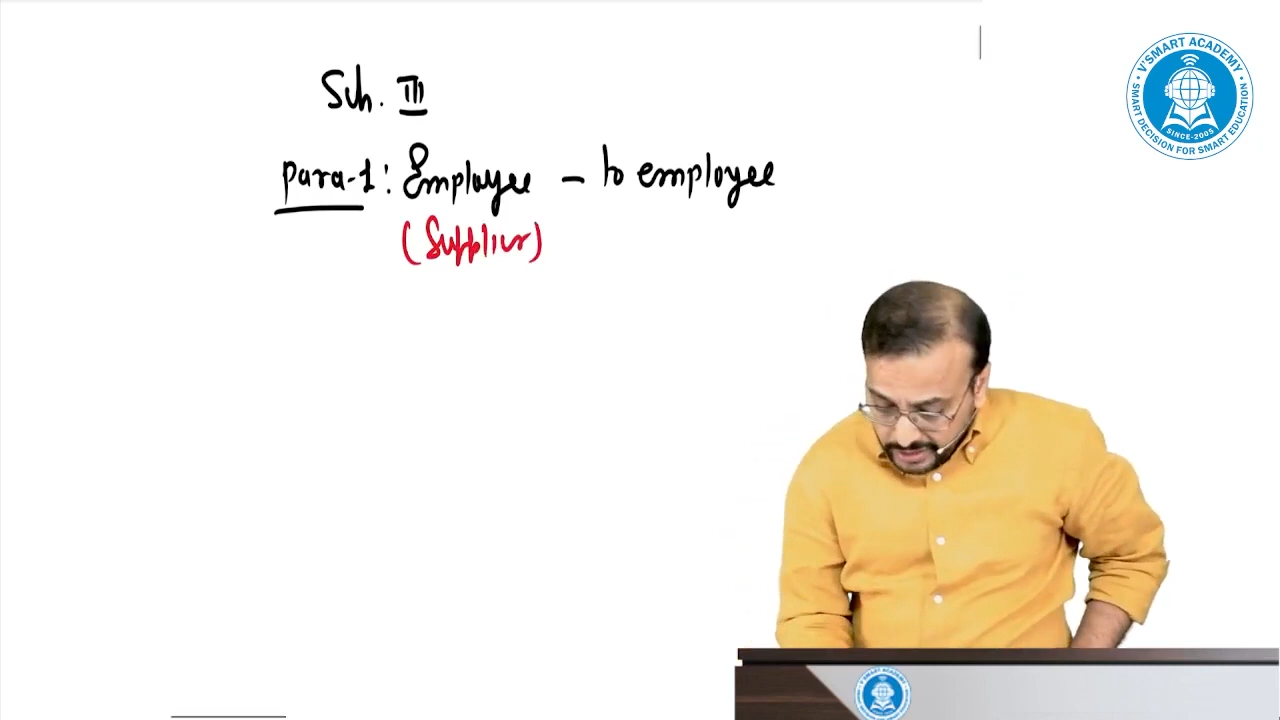 Sch. III
Para-1: Employee – to employee
(Supplier)
V'SMART ACADEMY
SMART DECISION FOR SMART EDUCATION
SINCE-2005